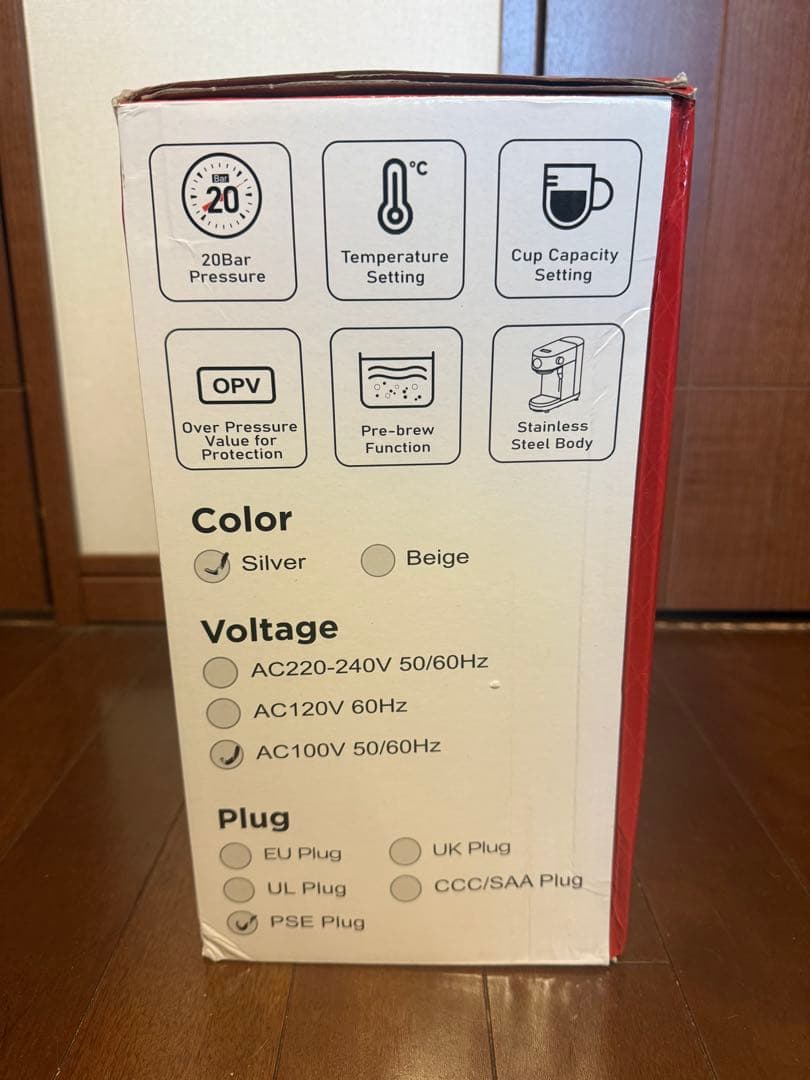 Bar
20
20Bar
Pressure
°C
Temperature
Setting
Cup Capacity
Setting
OPV
Over Pressure
Value for
Protection
Pre-brew
Function
Stainless
Steel Body
Color
Silver
Beige
Voltage
AC220-240V 50/60Hz
AC120V 60Hz
AC100V 50/60Hz
Plug
EU Plug
UK Plug
UL Plug
CCC/SAA Plug
PSE Plug